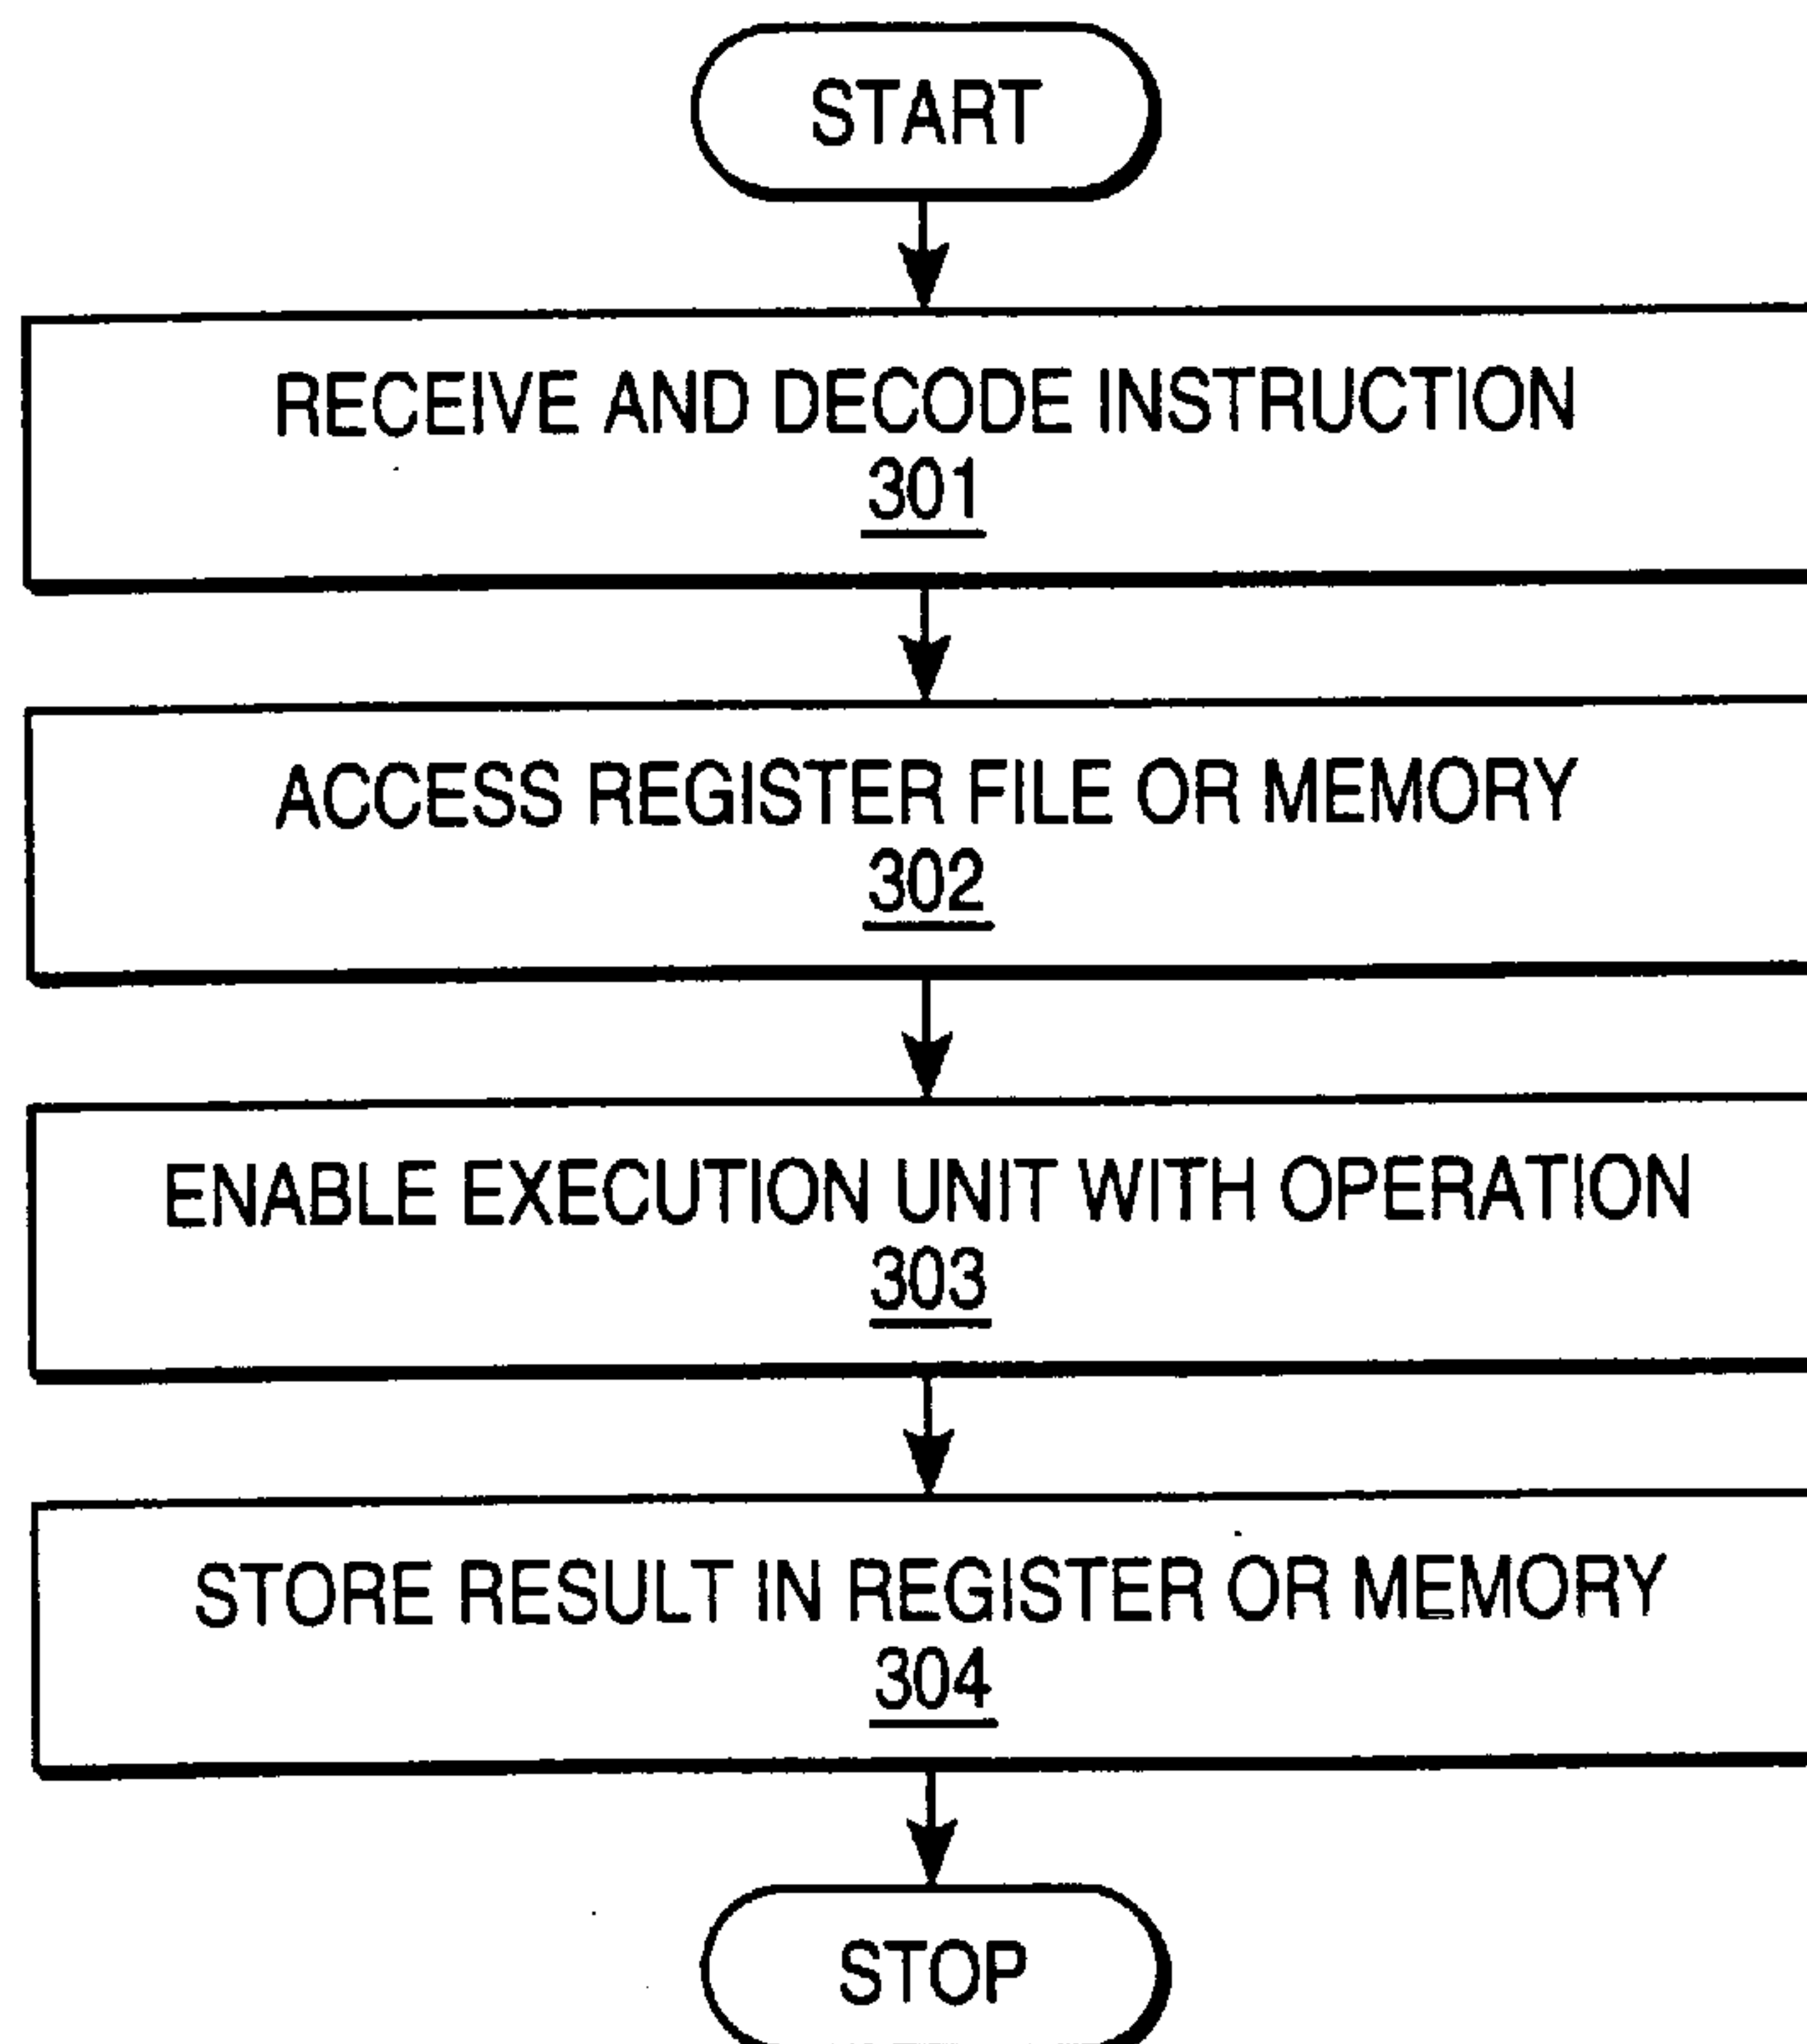 START
RECEIVE AND DECODE INSTRUCTION
301
ACCESS REGISTER FILE OR MEMORY
302
ENABLE EXECUTION UNIT WITH OPERATION
303
STORE RESULT IN REGISTER OR MEMORY
304
STOP